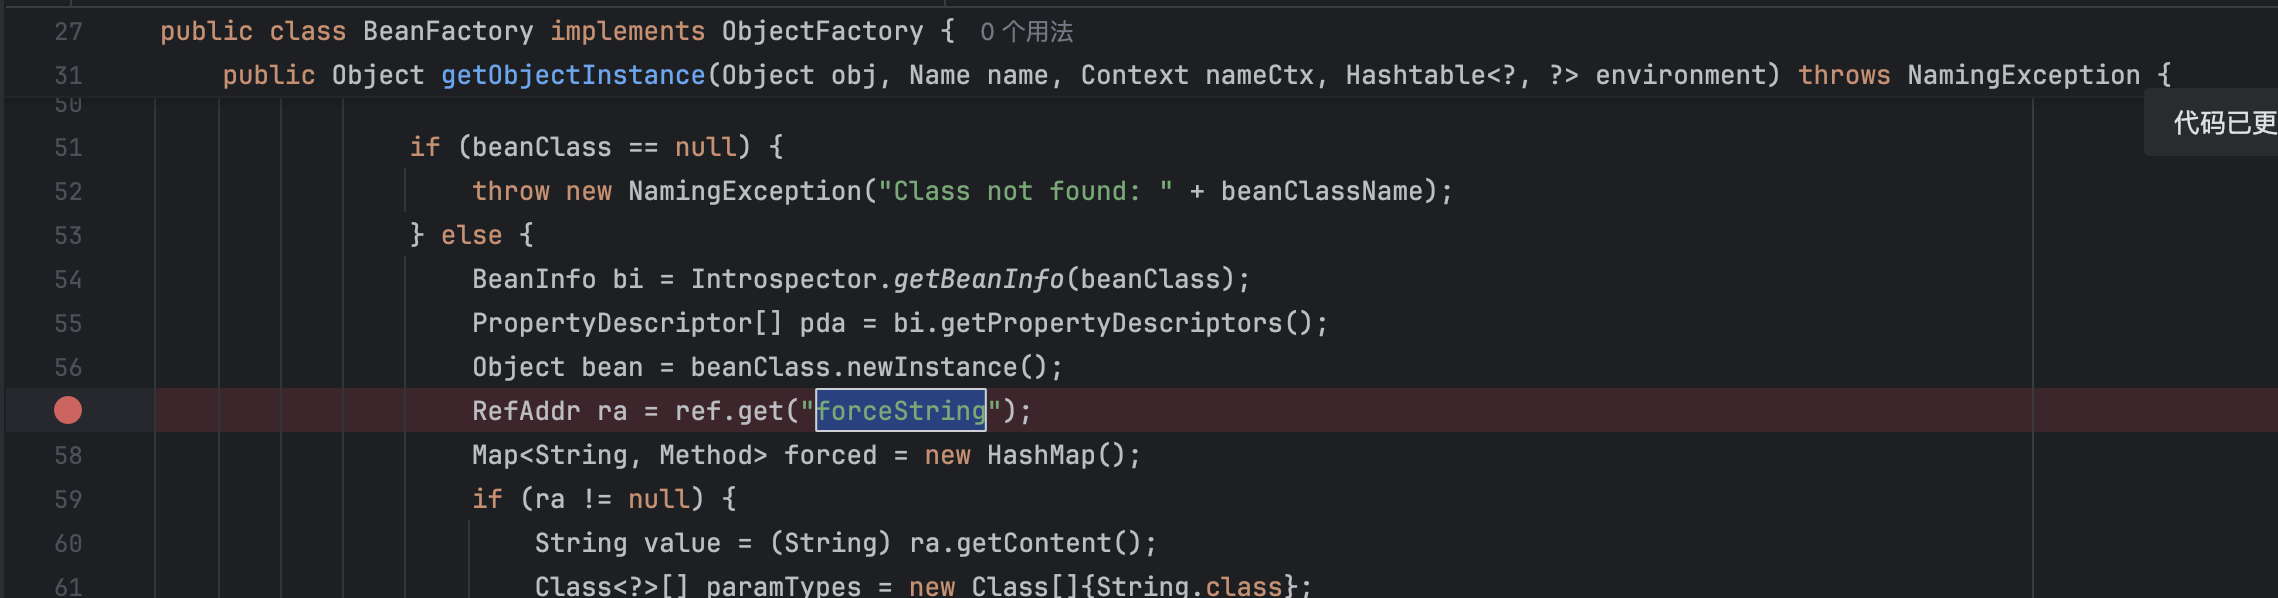 27 public class BeanFactory implements ObjectFactory { 0 个用法
31 public Object getObjectInstance(Object obj, Name name, Context nameCtx, Hashtable<?, ?> environment) throws NamingException {
50
代码已更
51 if (beanClass == null) {
52 throw new NamingException("Class not found: " + beanClassName);
53 } else {
54 BeanInfo bi = Introspector.getBeanInfo(beanClass);
55 PropertyDescriptor[] pda = bi.getPropertyDescriptors();
56 Object bean = beanClass.newInstance();
RefAddr ra = ref.get("forceString");
58 Map<String, Method> forced = new HashMap();
59 if (ra != null) {
60 String value = (String) ra.getContent();
61 Class<?>[] paramTypes = new Class[]{String.class};